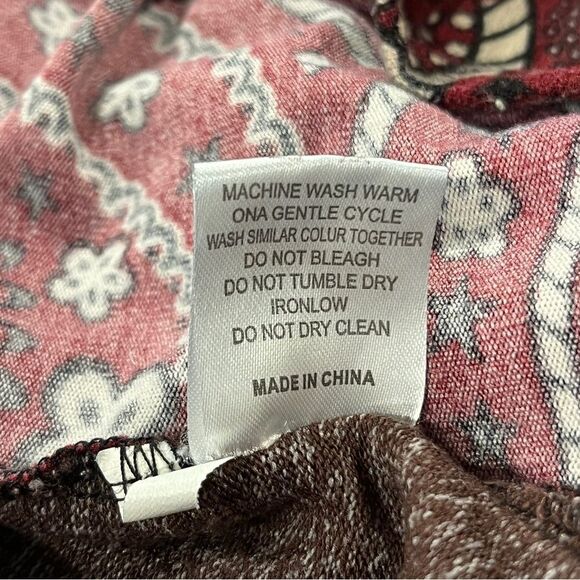 MACHINE WASH WARM
ONA GENTLE CYCLE
WASH SIMILAR COLUR TOGETHER
DO NOT BLEAGH
DO NOT TUMBLE DRY
IRONLOW
DO NOT DRY CLEAN
MADE IN CHINA